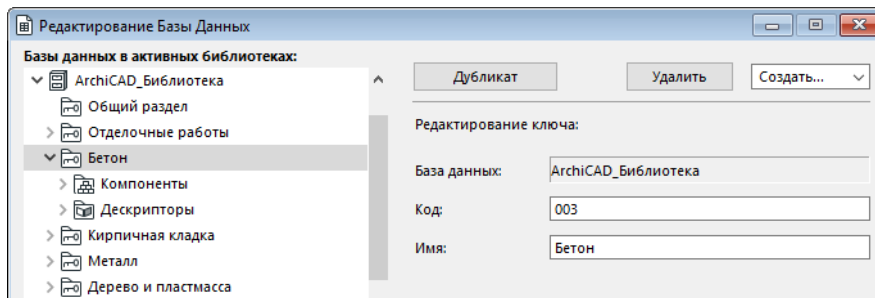 Редактирование Базы Данных
Базы данных в активных библиотеках:
ArchiCAD_Библиотека
Общий раздел
Отделочные работы
Бетон
Компоненты
Дескрипторы
Кирпичная кладка
Металл
Дерево и пластмасса
Дубликат
Удалить
Создать...
Редактирование ключа:
База данных: ArchiCAD_Библиотека
Код: 003
Имя: Бетон